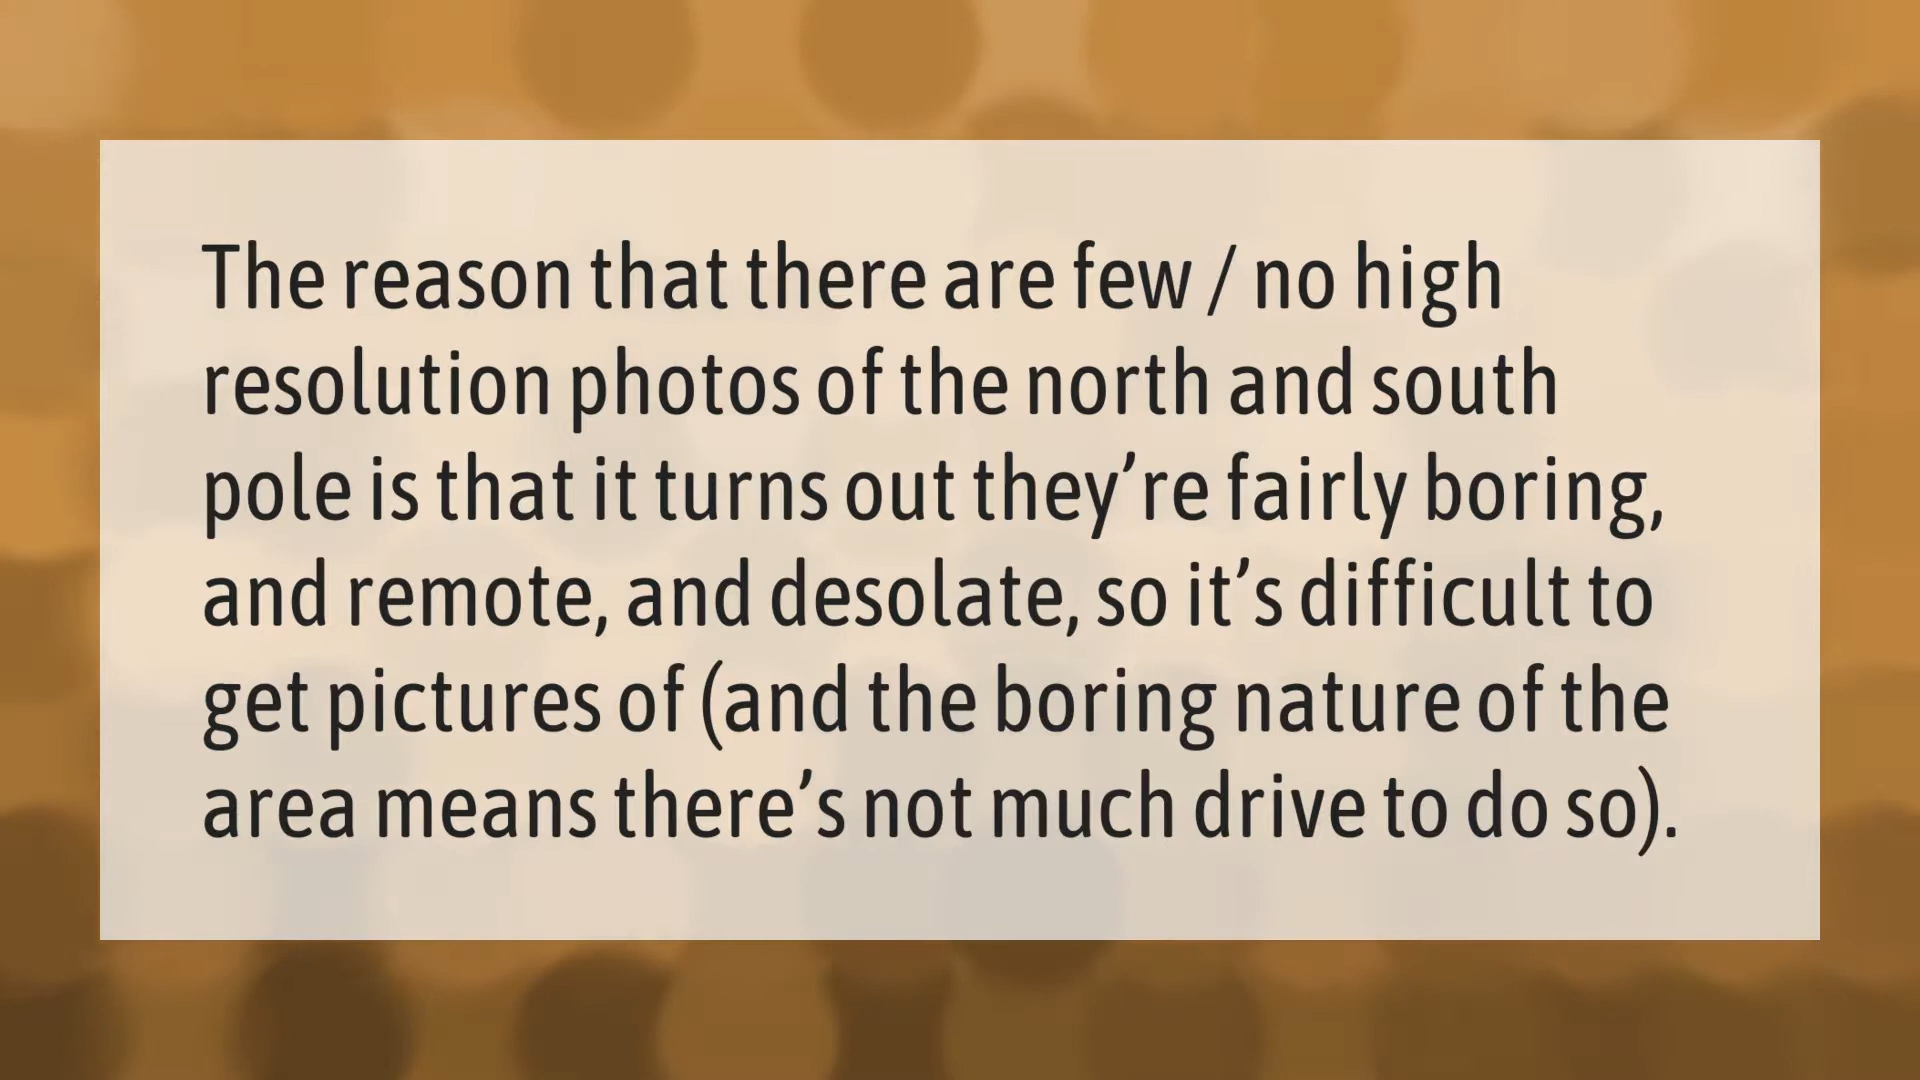 The reason that there are few / no high
resolution photos of the north and south
pole is that it turns out they’re fairly boring,
and remote, and desolate, so it’s difficult to
get pictures of (and the boring nature of the
area means there’s not much drive to do so).